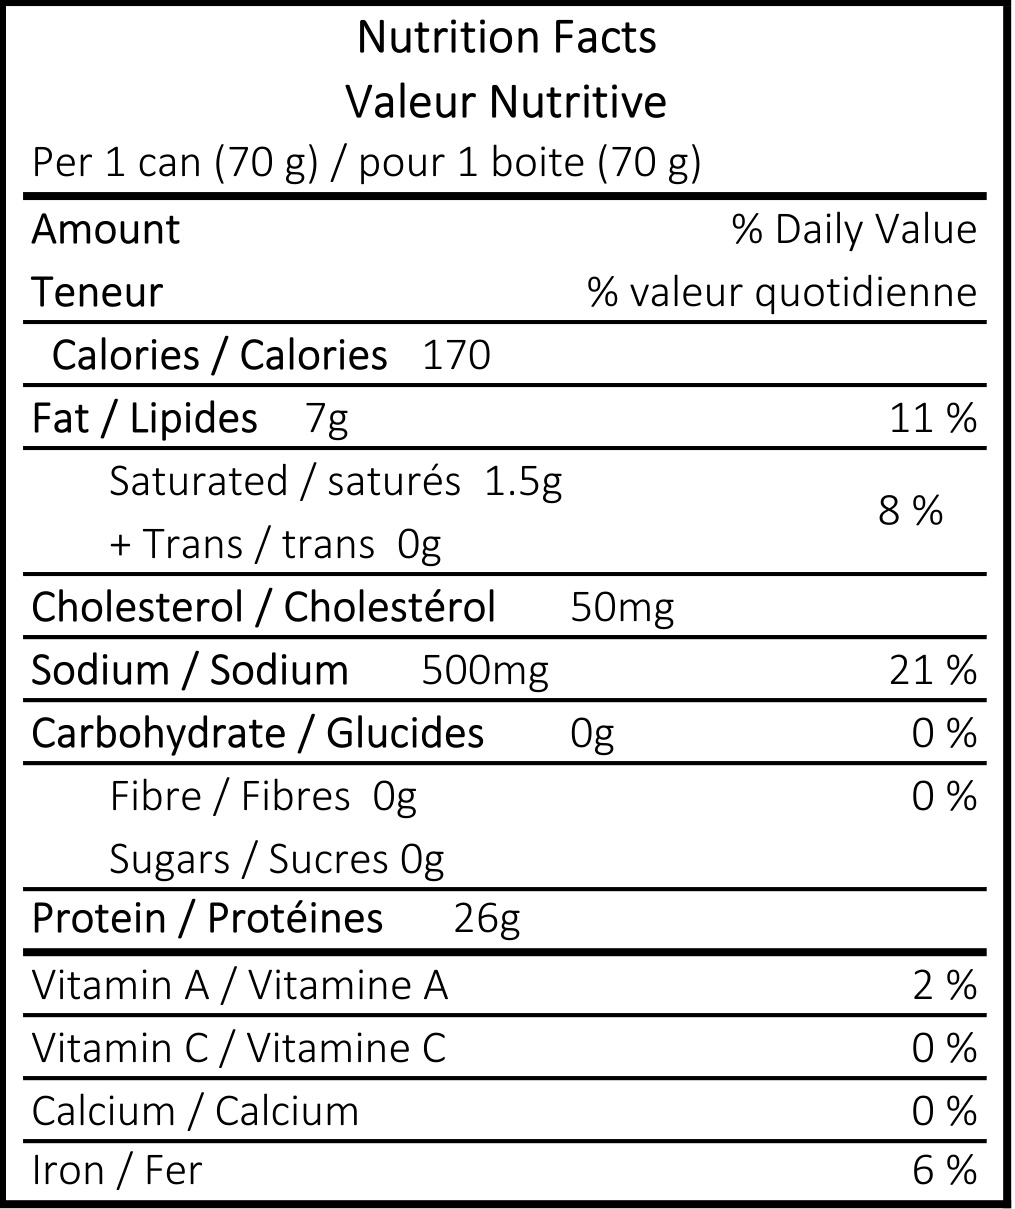 Nutrition Facts
Valeur Nutritive
Per 1 can (70 g) / pour 1 boite (70 g)
Amount % Daily Value
Teneur % valeur quotidienne
Calories / Calories 170
Fat / Lipides 7g 11 %
Saturated / saturés 1.5g
8 %
+ Trans / trans 0g
Cholesterol / Cholestérol 50mg
Sodium / Sodium 500mg 21 %
Carbohydrate / Glucides 0g 0 %
Fibre / Fibres 0g 0 %
Sugars / Sucres 0g
Protein / Protéines 26g
Vitamin A / Vitamine A 2 %
Vitamin C / Vitamine C 0 %
Calcium / Calcium 0 %
Iron / Fer 6 %